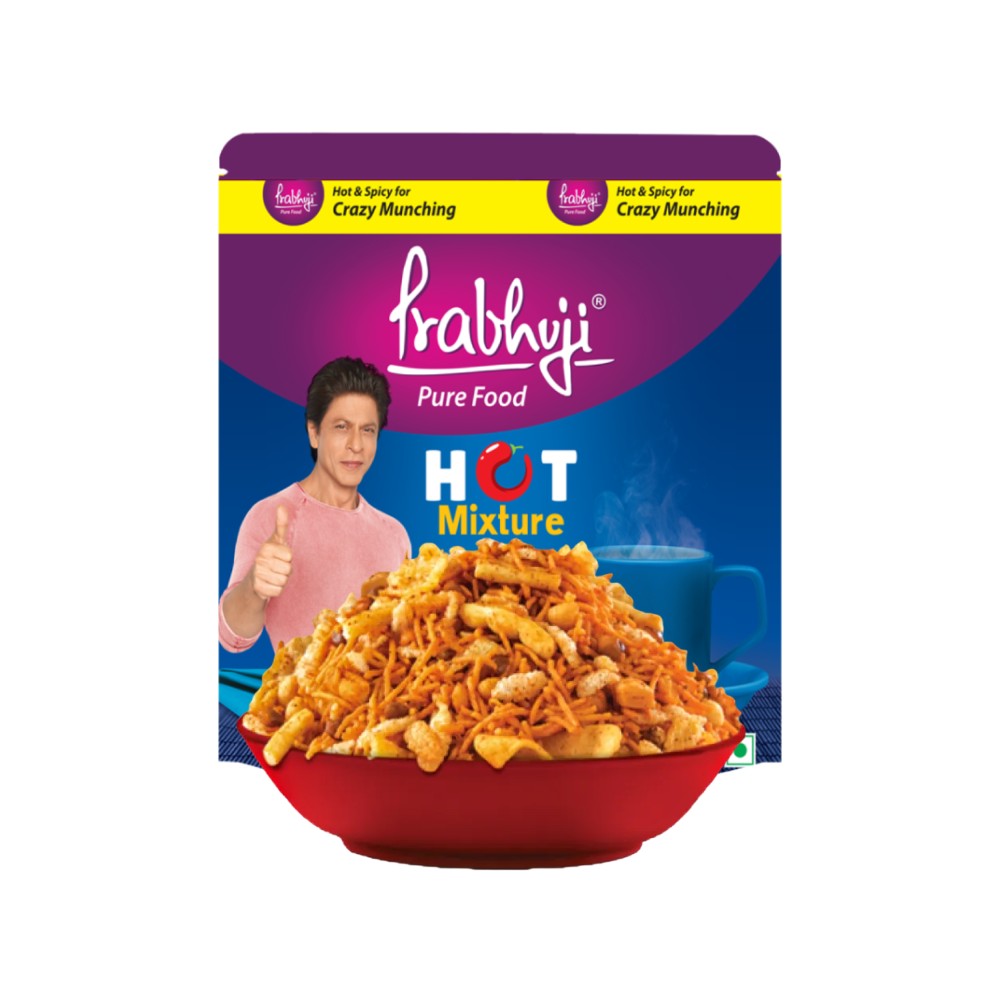 Prabhuji
Pure Food
Hot & Spicy for
Crazy Munching
Prabhuji
Pure Food
Hot & Spicy for
Crazy Munching
Prabhuji®
Pure Food
HOT
Mixture